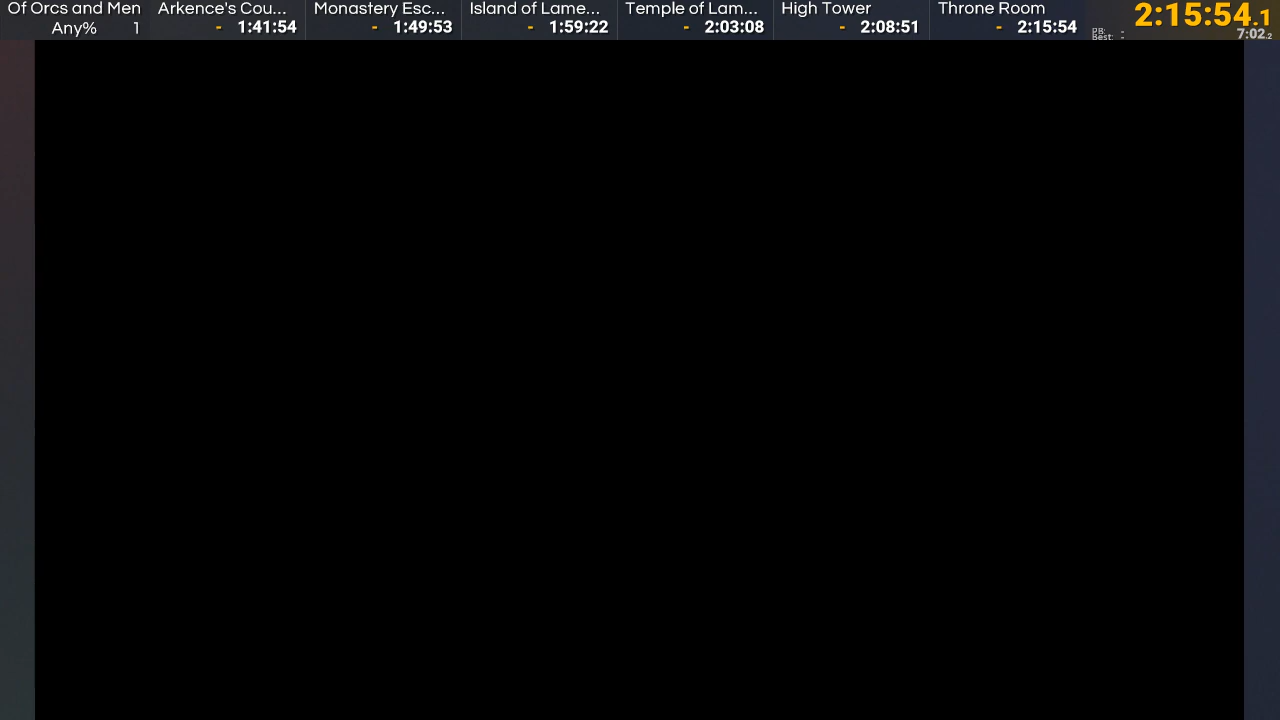 Of Orcs and Men
Any% 1
Arkence's Cou...
- 1:41:54
Monastery Esc...
- 1:49:53
Island of Lame...
- 1:59:22
Temple of Lam...
- 2:03:08
High Tower
- 2:08:51
Throne Room
- 2:15:54
PB: -
Best: -
2:15:54.1
7:02.2